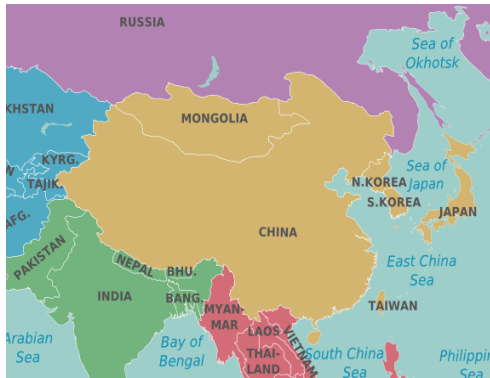 RUSSIA
Sea of
Okhotsk
KHSTAN
MONGOLIA
KYRG.
TAJIK.
AFG.
PAKISTAN
N.KOREA
Sea of
Japan
S.KOREA
JAPAN
CHINA
NEPAL
BHU.
INDIA
BANG.
MYAN-
MAR
East China
Sea
TAIWAN
LAOS
VIETNAM
THAI-
LAND
Arabian
Sea
Bay of
Bengal
South China
Sea
Philippin
Sea